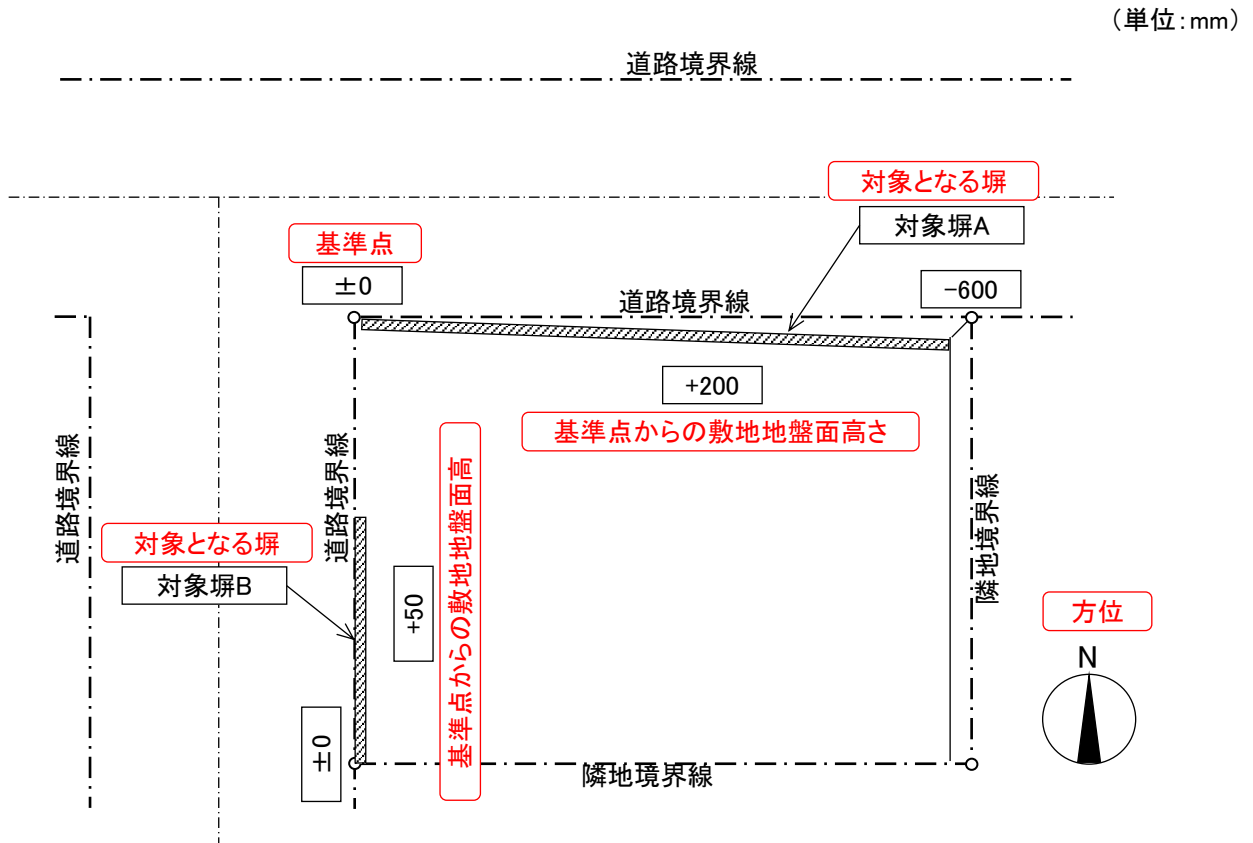 （単位:mm）
道路境界線
対象となる塀
対象塀A
基準点
±0
−600
道路境界線
+200
基準点からの敷地地盤面高さ
道路境界線
道路境界線
基準点からの敷地地盤面高
隣地境界線
対象となる塀
対象塀B
+50
方位
N
±0
隣地境界線